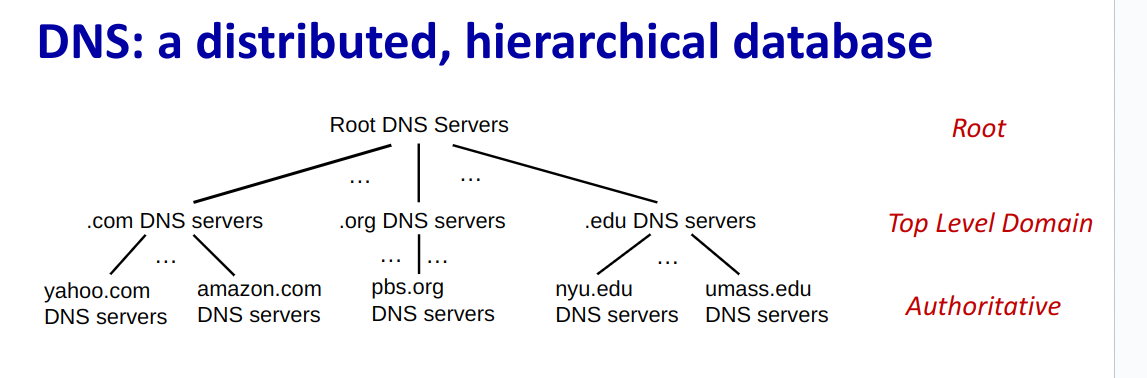 DNS: a distributed, hierarchical database
Root DNS Servers
Root
... ...
.com DNS servers .org DNS servers .edu DNS servers
Top Level Domain
... ... ... ...
yahoo.com DNS servers
amazon.com DNS servers
pbs.org DNS servers
nyu.edu DNS servers
umass.edu DNS servers
Authoritative